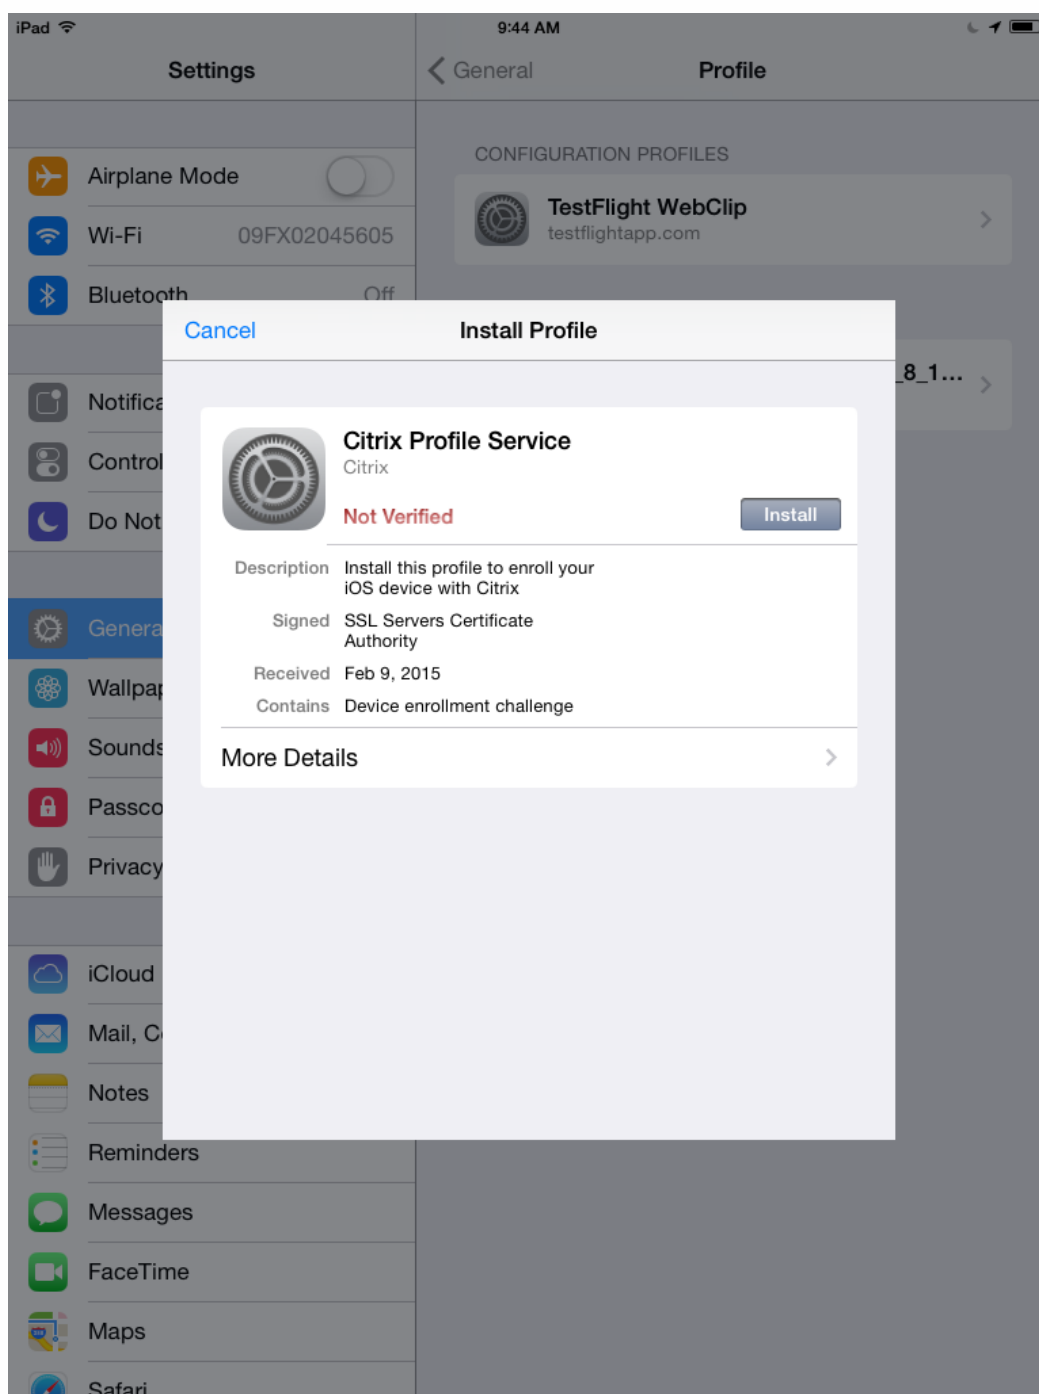 iPad 9:44 AM
Settings
General Profile
CONFIGURATION PROFILES
Airplane Mode
TestFlight WebClip
testflightapp.com
Wi-Fi 09FX02045605
Bluetooth Off
Cancel Install Profile
_8_1...
Notifica
Citrix Profile Service
Citrix
Control
Not Verified Install
Do Not
Description Install this profile to enroll your
iOS device with Citrix
Signed SSL Servers Certificate
Authority
Genera
Received Feb 9, 2015
Wallpap
Contains Device enrollment challenge
Sounds
More Details
Passco
Privacy
iCloud
Mail, C
Notes
Reminders
Messages
FaceTime
Maps
Safari